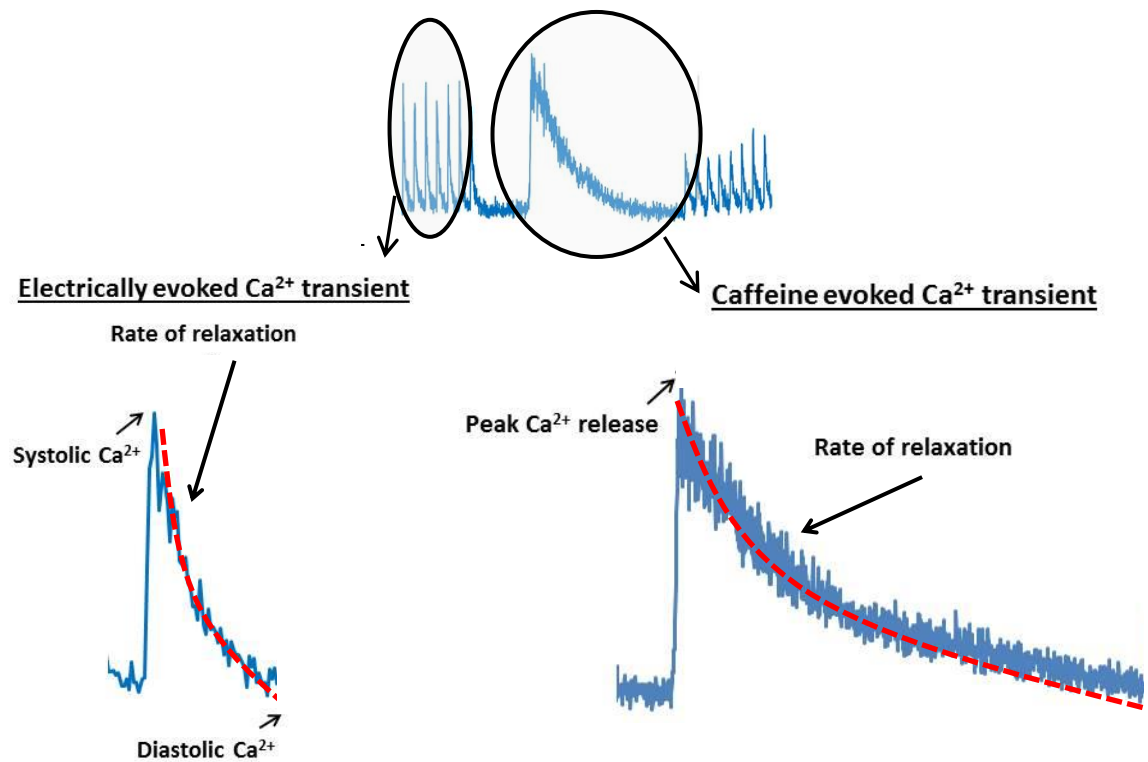 Electrically evoked Ca²⁺ transient
Caffeine evoked Ca²⁺ transient
Rate of relaxation
Systolic Ca²⁺
Diastolic Ca²⁺
Peak Ca²⁺ release
Rate of relaxation